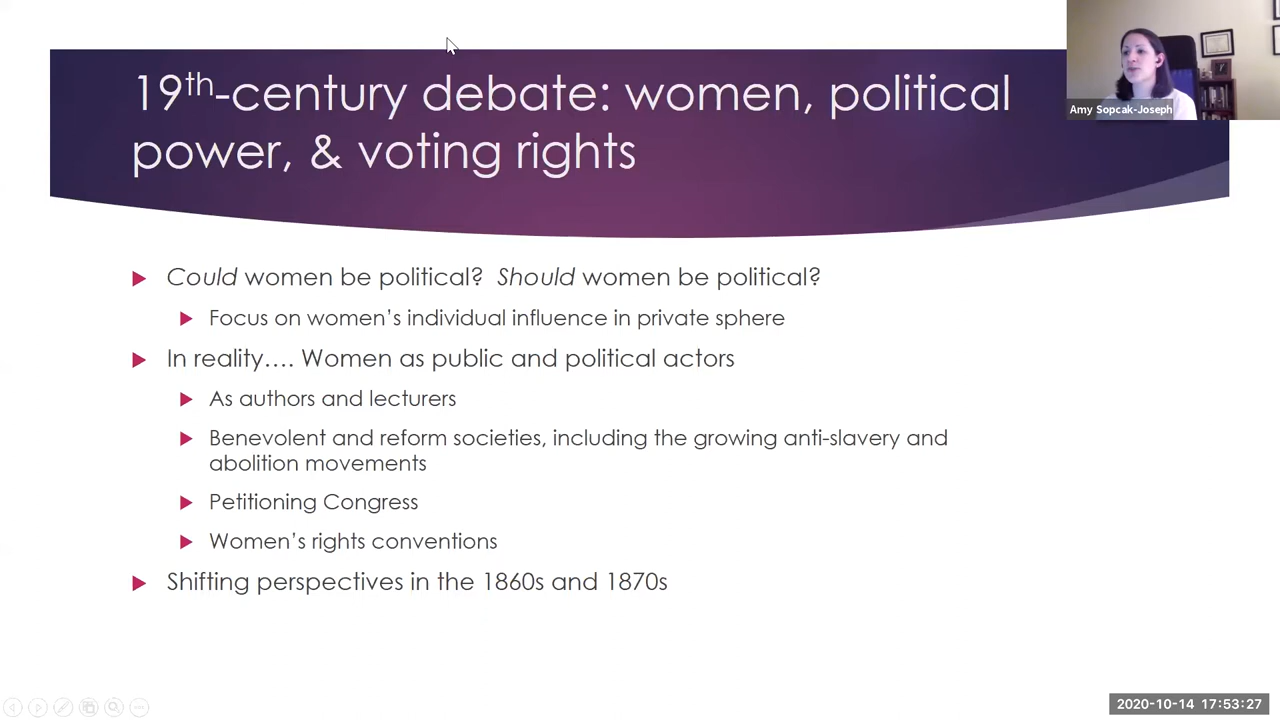 19th-century debate: women, political
power, & voting rights
Amy Sopcak-Joseph
Could women be political? Should women be political?
Focus on women's individual influence in private sphere
In reality.... Women as public and political actors
As authors and lecturers
Benevolent and reform societies, including the growing anti-slavery and
abolition movements
Petitioning Congress
Women's rights conventions
Shifting perspectives in the 1860s and 1870s
2020-10-14 17:53:27